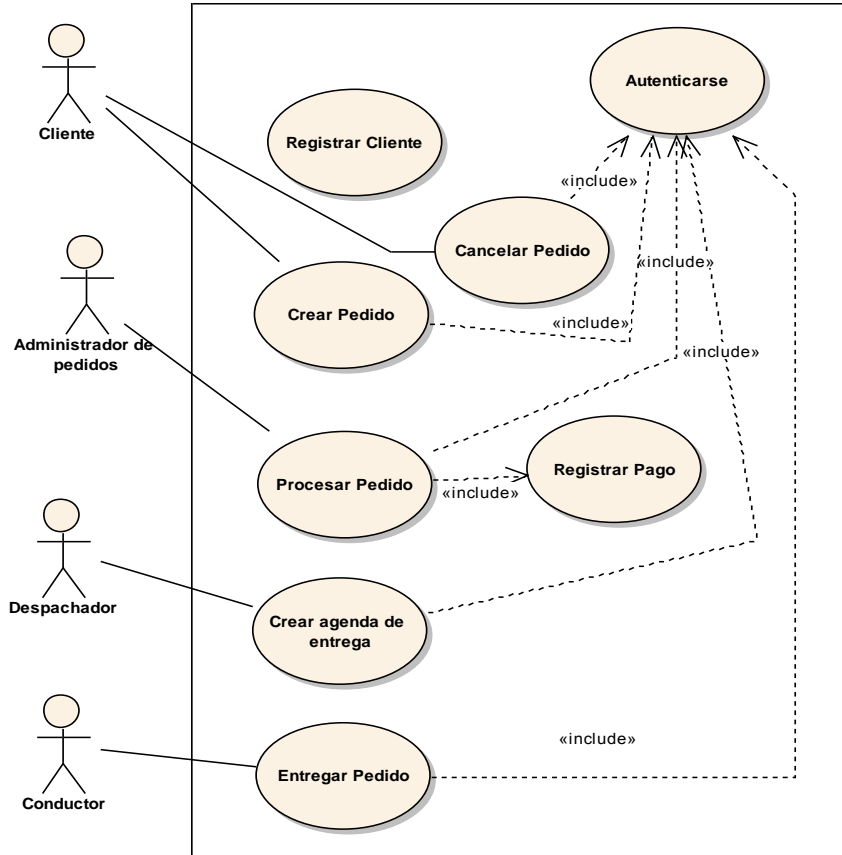 Autenticarse
Cliente
Registrar Cliente
«include»
Cancelar Pedido
«include»
Crear Pedido
«include»
Administrador de
pedidos
«include»
Procesar Pedido
Registrar Pago
«include»
Despachador
Crear agenda de
entrega
«include»
Entregar Pedido
Conductor